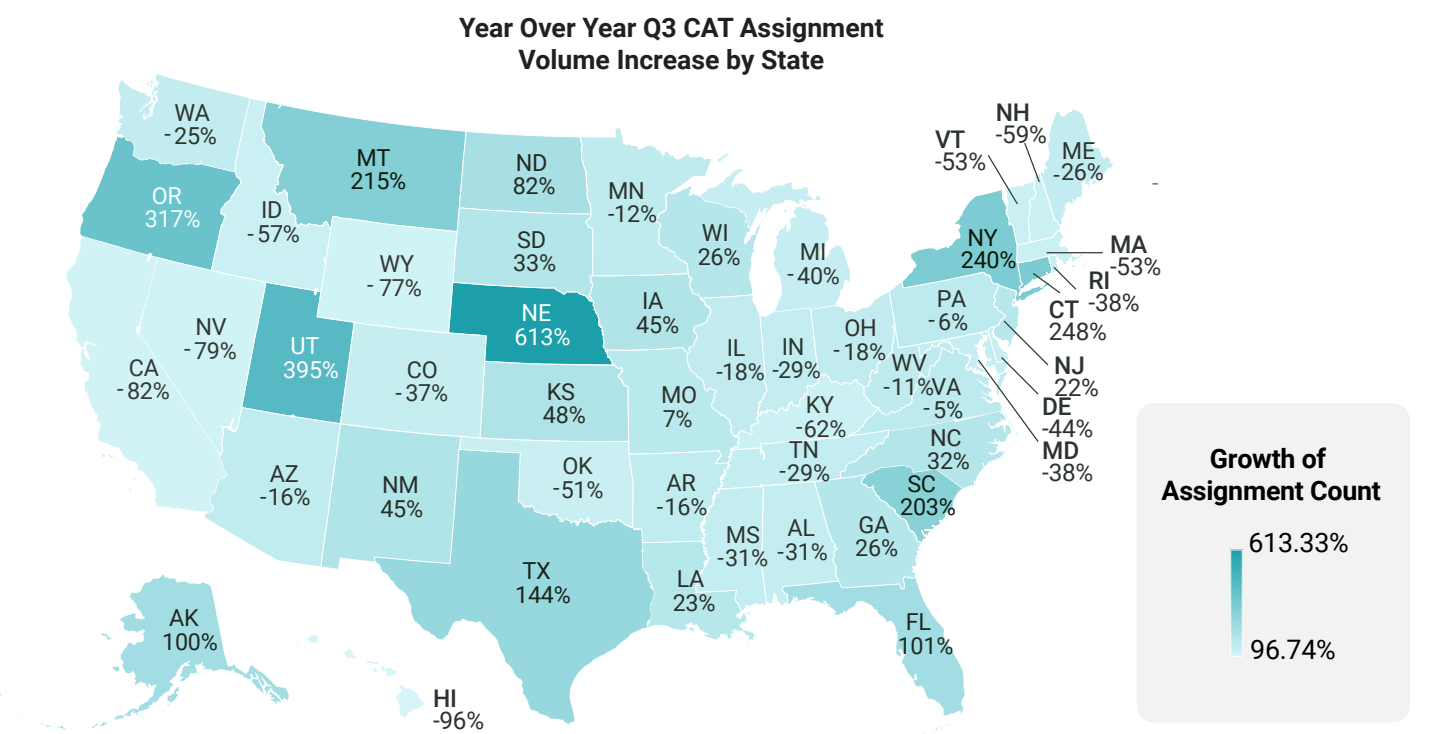 Year Over Year Q3 CAT Assignment
Volume Increase by State
WA
-25%
OR
317%
ID
-57%
MT
215%
WY
-77%
NV
-79%
CA
-82%
UT
395%
CO
-37%
AZ
-16%
NM
45%
ND
82%
SD
33%
NE
613%
KS
48%
OK
-51%
TX
144%
MN
-12%
IA
45%
MO
7%
AR
-16%
LA
23%
WI
26%
IL
-18%
MI
-40%
IN
-29%
OH
-18%
KY
-62%
TN
-29%
MS
-31%
AL
-31%
GA
26%
FL
101%
SC
203%
NC
32%
VA
-5%
WV
-11%
PA
-6%
NY
240%
VT
-53%
NH
-59%
ME
-26%
MA
-53%
RI
-38%
CT
248%
NJ
22%
DE
-44%
MD
-38%
AK
100%
HI
-96%
-
Growth of
Assignment Count
613.33%
96.74%